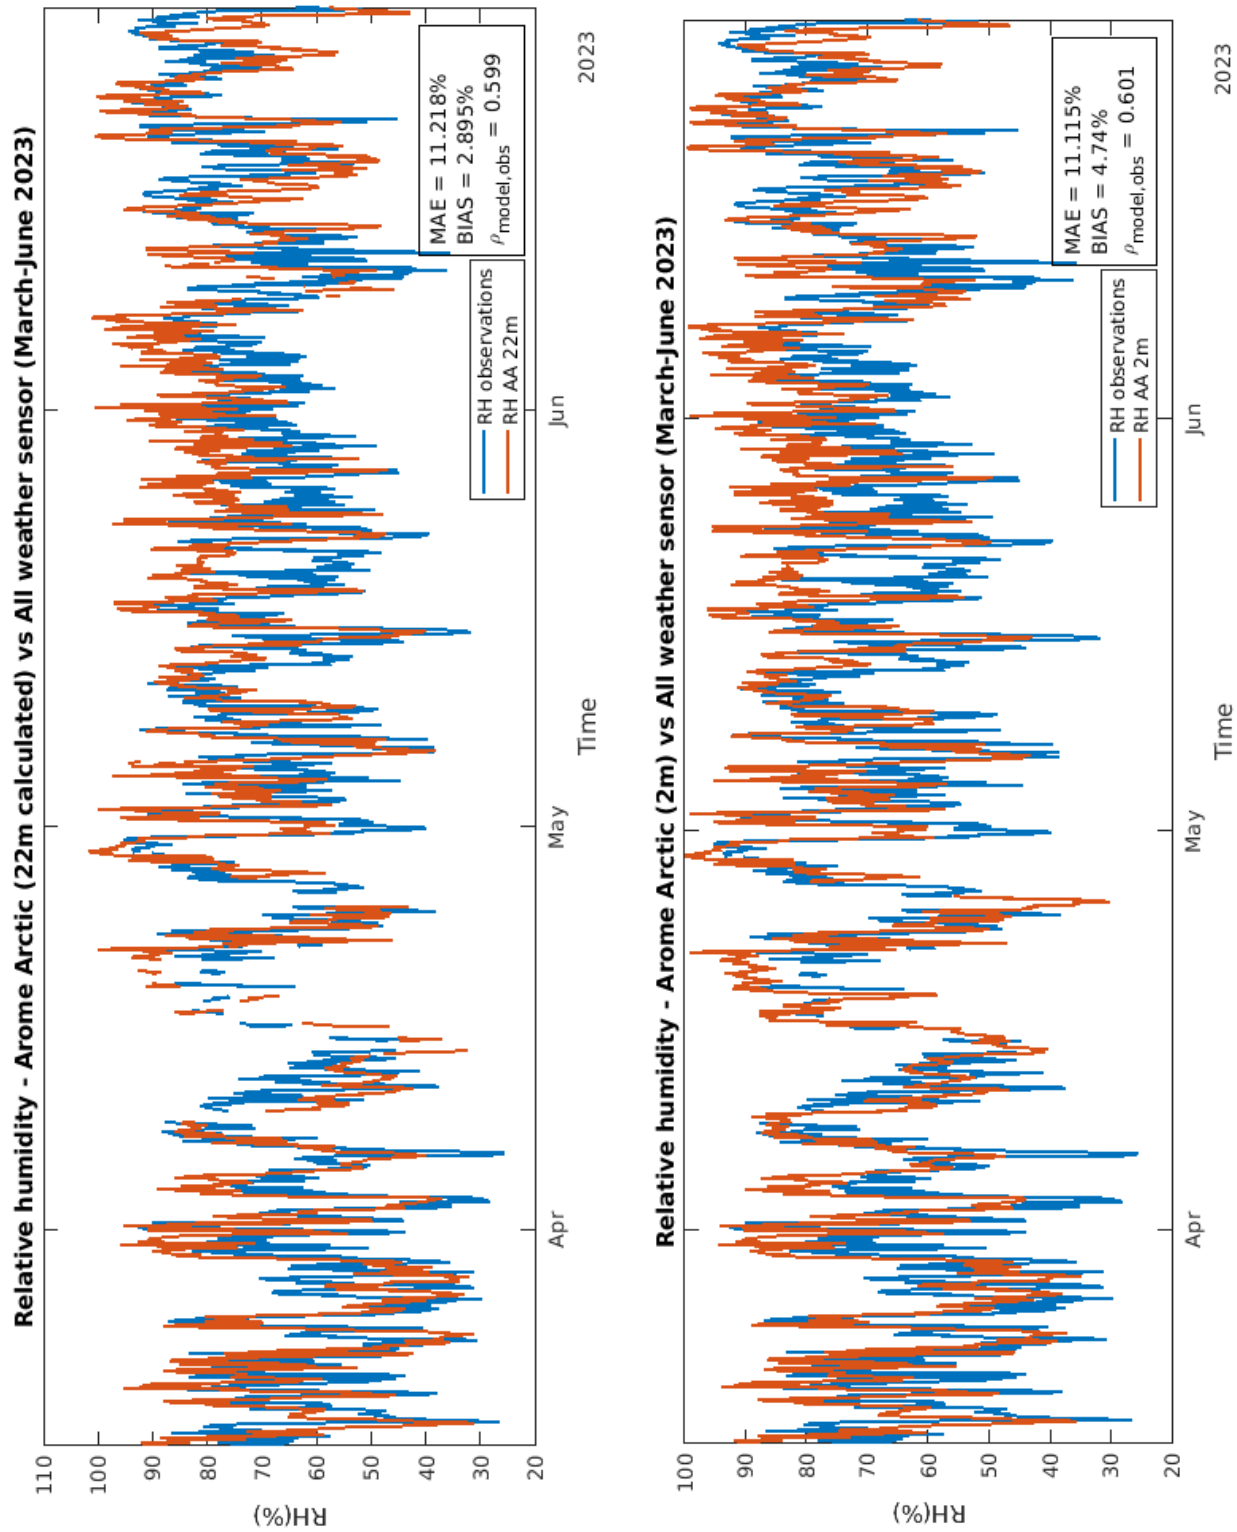 Relative humidity - Arome Arctic (22m calculated) vs All weather sensor (March-June 2023)
110
100
90
80
70
60
50
40
30
20
RH(%)
Apr
May
Jun
Time
2023
RH observations
RH AA 22m
MAE = 11.218%
BIAS = 2.895%
ρmodel,obs = 0.599
Relative humidity - Arome Arctic (2m) vs All weather sensor (March-June 2023)
100
90
80
70
60
50
40
30
20
RH(%)
Apr
May
Jun
Time
2023
RH observations
RH AA 2m
MAE = 11.115%
BIAS = 4.74%
ρmodel,obs = 0.601